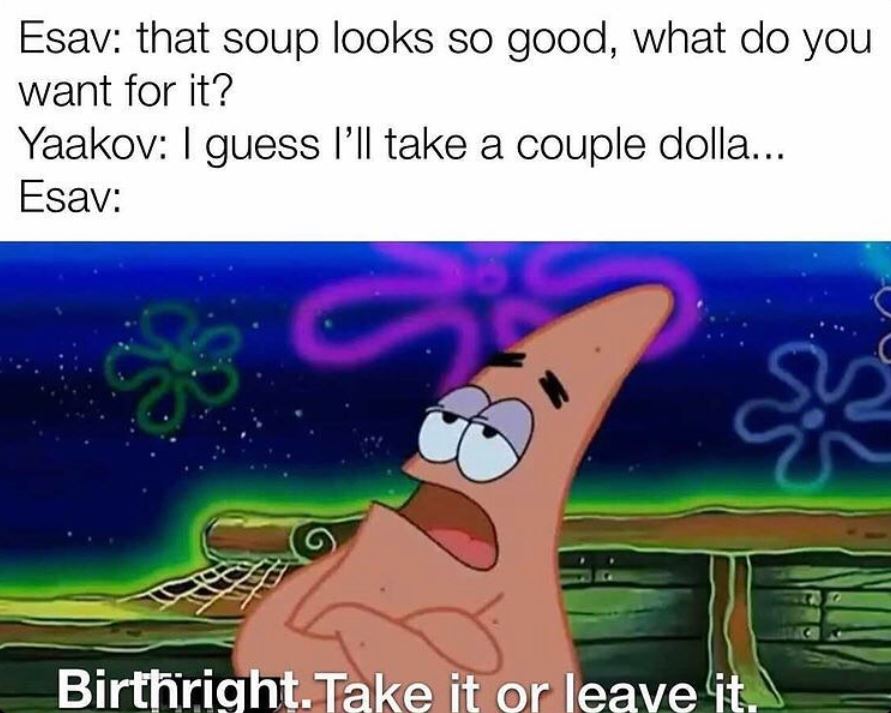 Esav: that soup looks so good, what do you
want for it?
Yaakov: I guess I’ll take a couple dolla...
Esav:
Birthright. Take it or leave it.